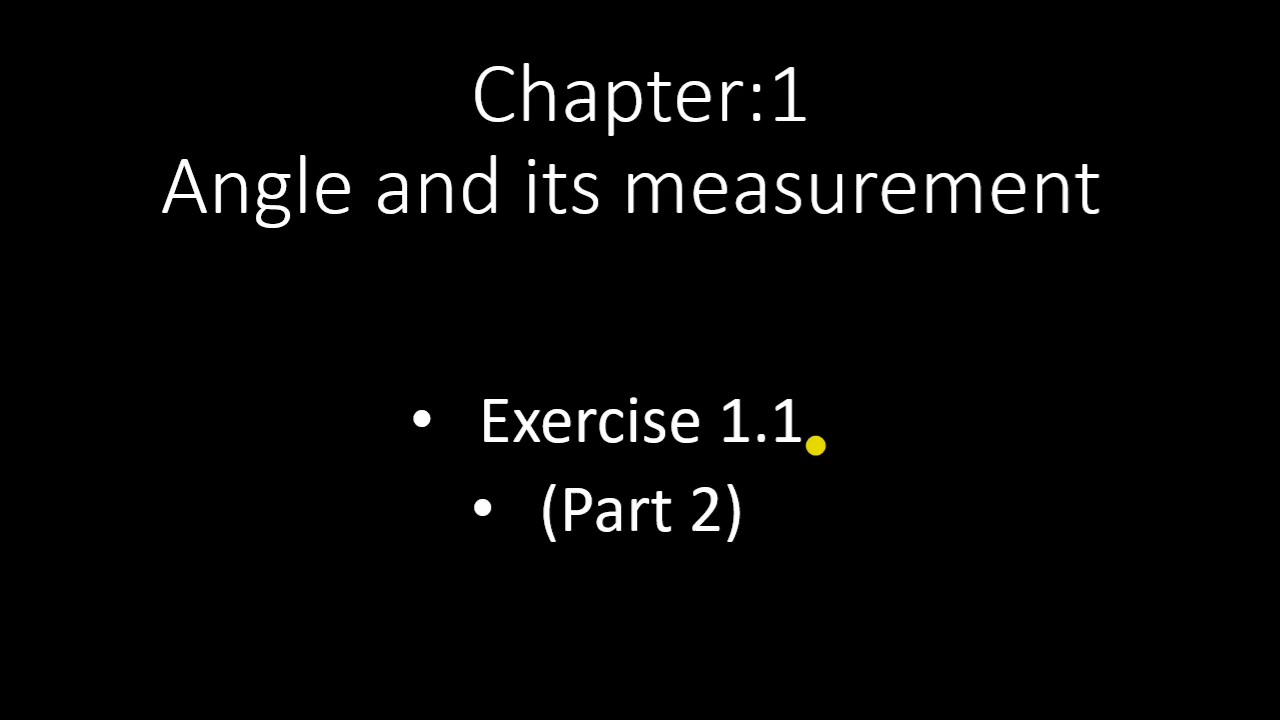 Chapter:1
Angle and its measurement
• Exercise 1.1
• (Part 2)